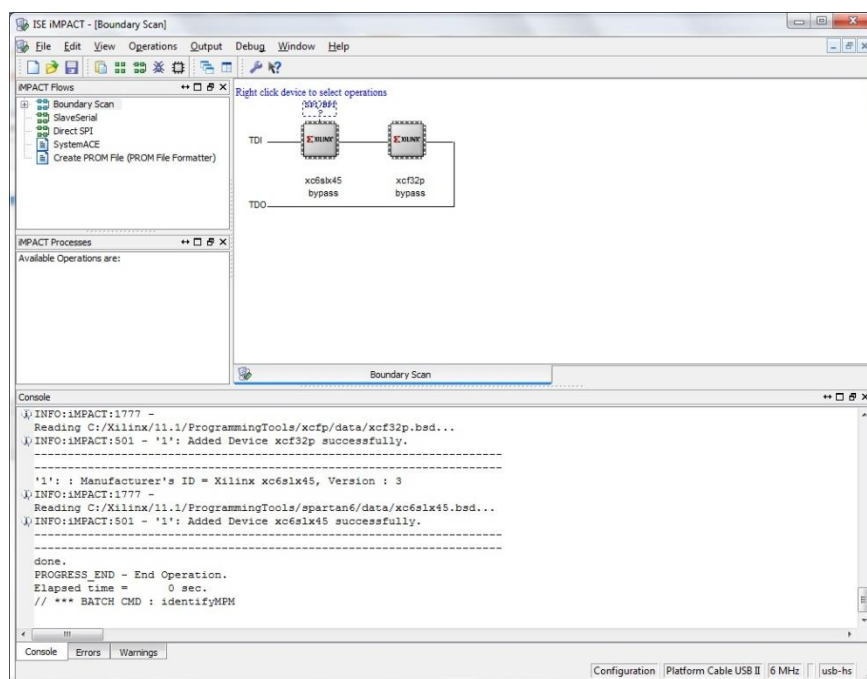 ISE iMPACT - [Boundary Scan]
File Edit View Operations Output Debug Window Help
iMPACT Flows
Boundary Scan
SlaveSerial
Direct SPI
SystemACE
Create PROM File (PROM File Formatter)
iMPACT Processes
Available Operations are:
Right click device to select operations
SPI/BPI
?
TDI
XILINX
XILINX
xc6slx45
bypass
xcf32p
bypass
TDO
Boundary Scan
Console
INFO:iMPACT:1777 -
Reading C:/Xilinx/11.1/ProgrammingTools/xcfp/data/xcf32p.bsd...
INFO:iMPACT:501 - '1': Added Device xcf32p successfully.
----------------------------------------------------------------------
----------------------------------------------------------------------
'1': : Manufacturer's ID = Xilinx xc6slx45, Version : 3
INFO:iMPACT:1777 -
Reading C:/Xilinx/11.1/ProgrammingTools/spartan6/data/xc6slx45.bsd...
INFO:iMPACT:501 - '1': Added Device xc6slx45 successfully.
----------------------------------------------------------------------
----------------------------------------------------------------------
done.
PROGRESS_END - End Operation.
Elapsed time =      0 sec.
// *** BATCH CMD : identifyMPM
Console Errors Warnings
Configuration Platform Cable USB II 6 MHz usb-hs